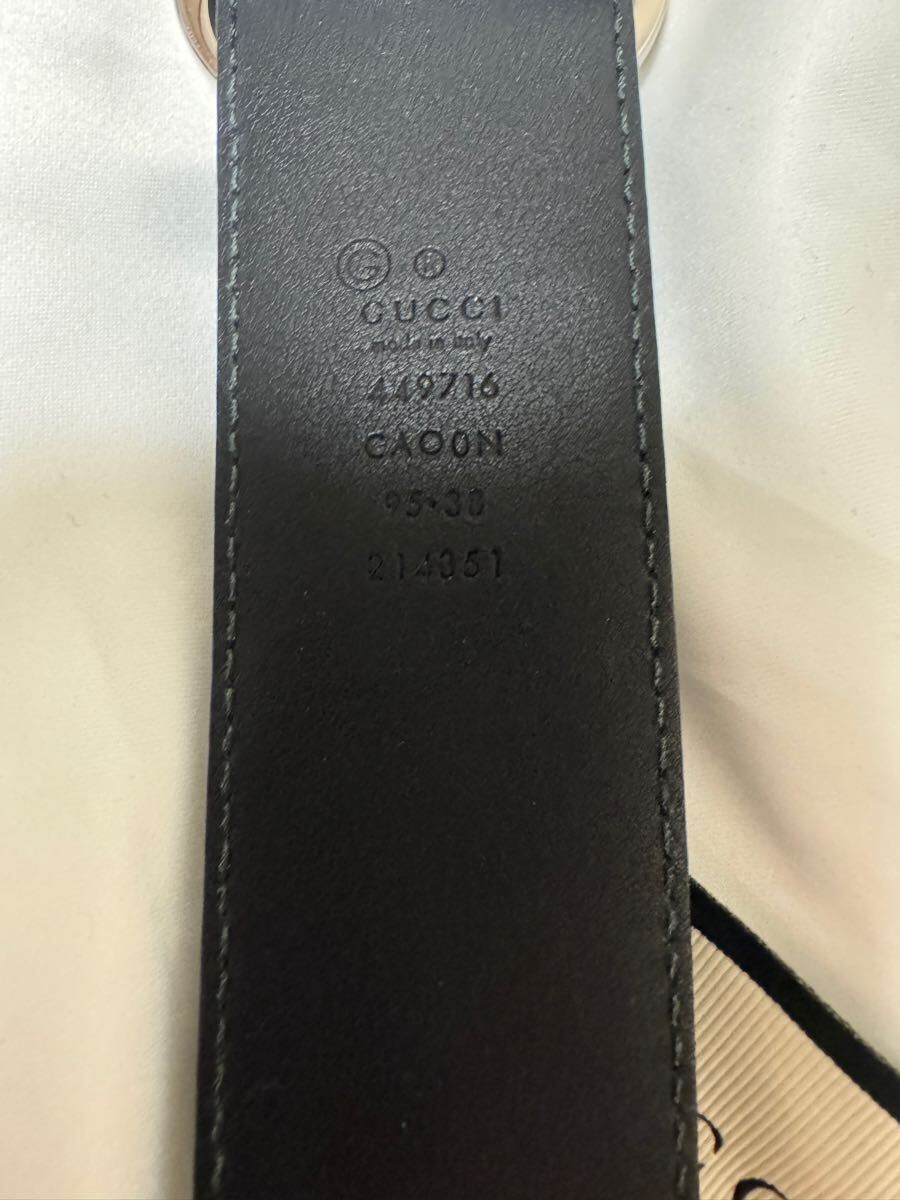 G ®
GUCCI
made in italy
449716
CAO0N
95·38
214351